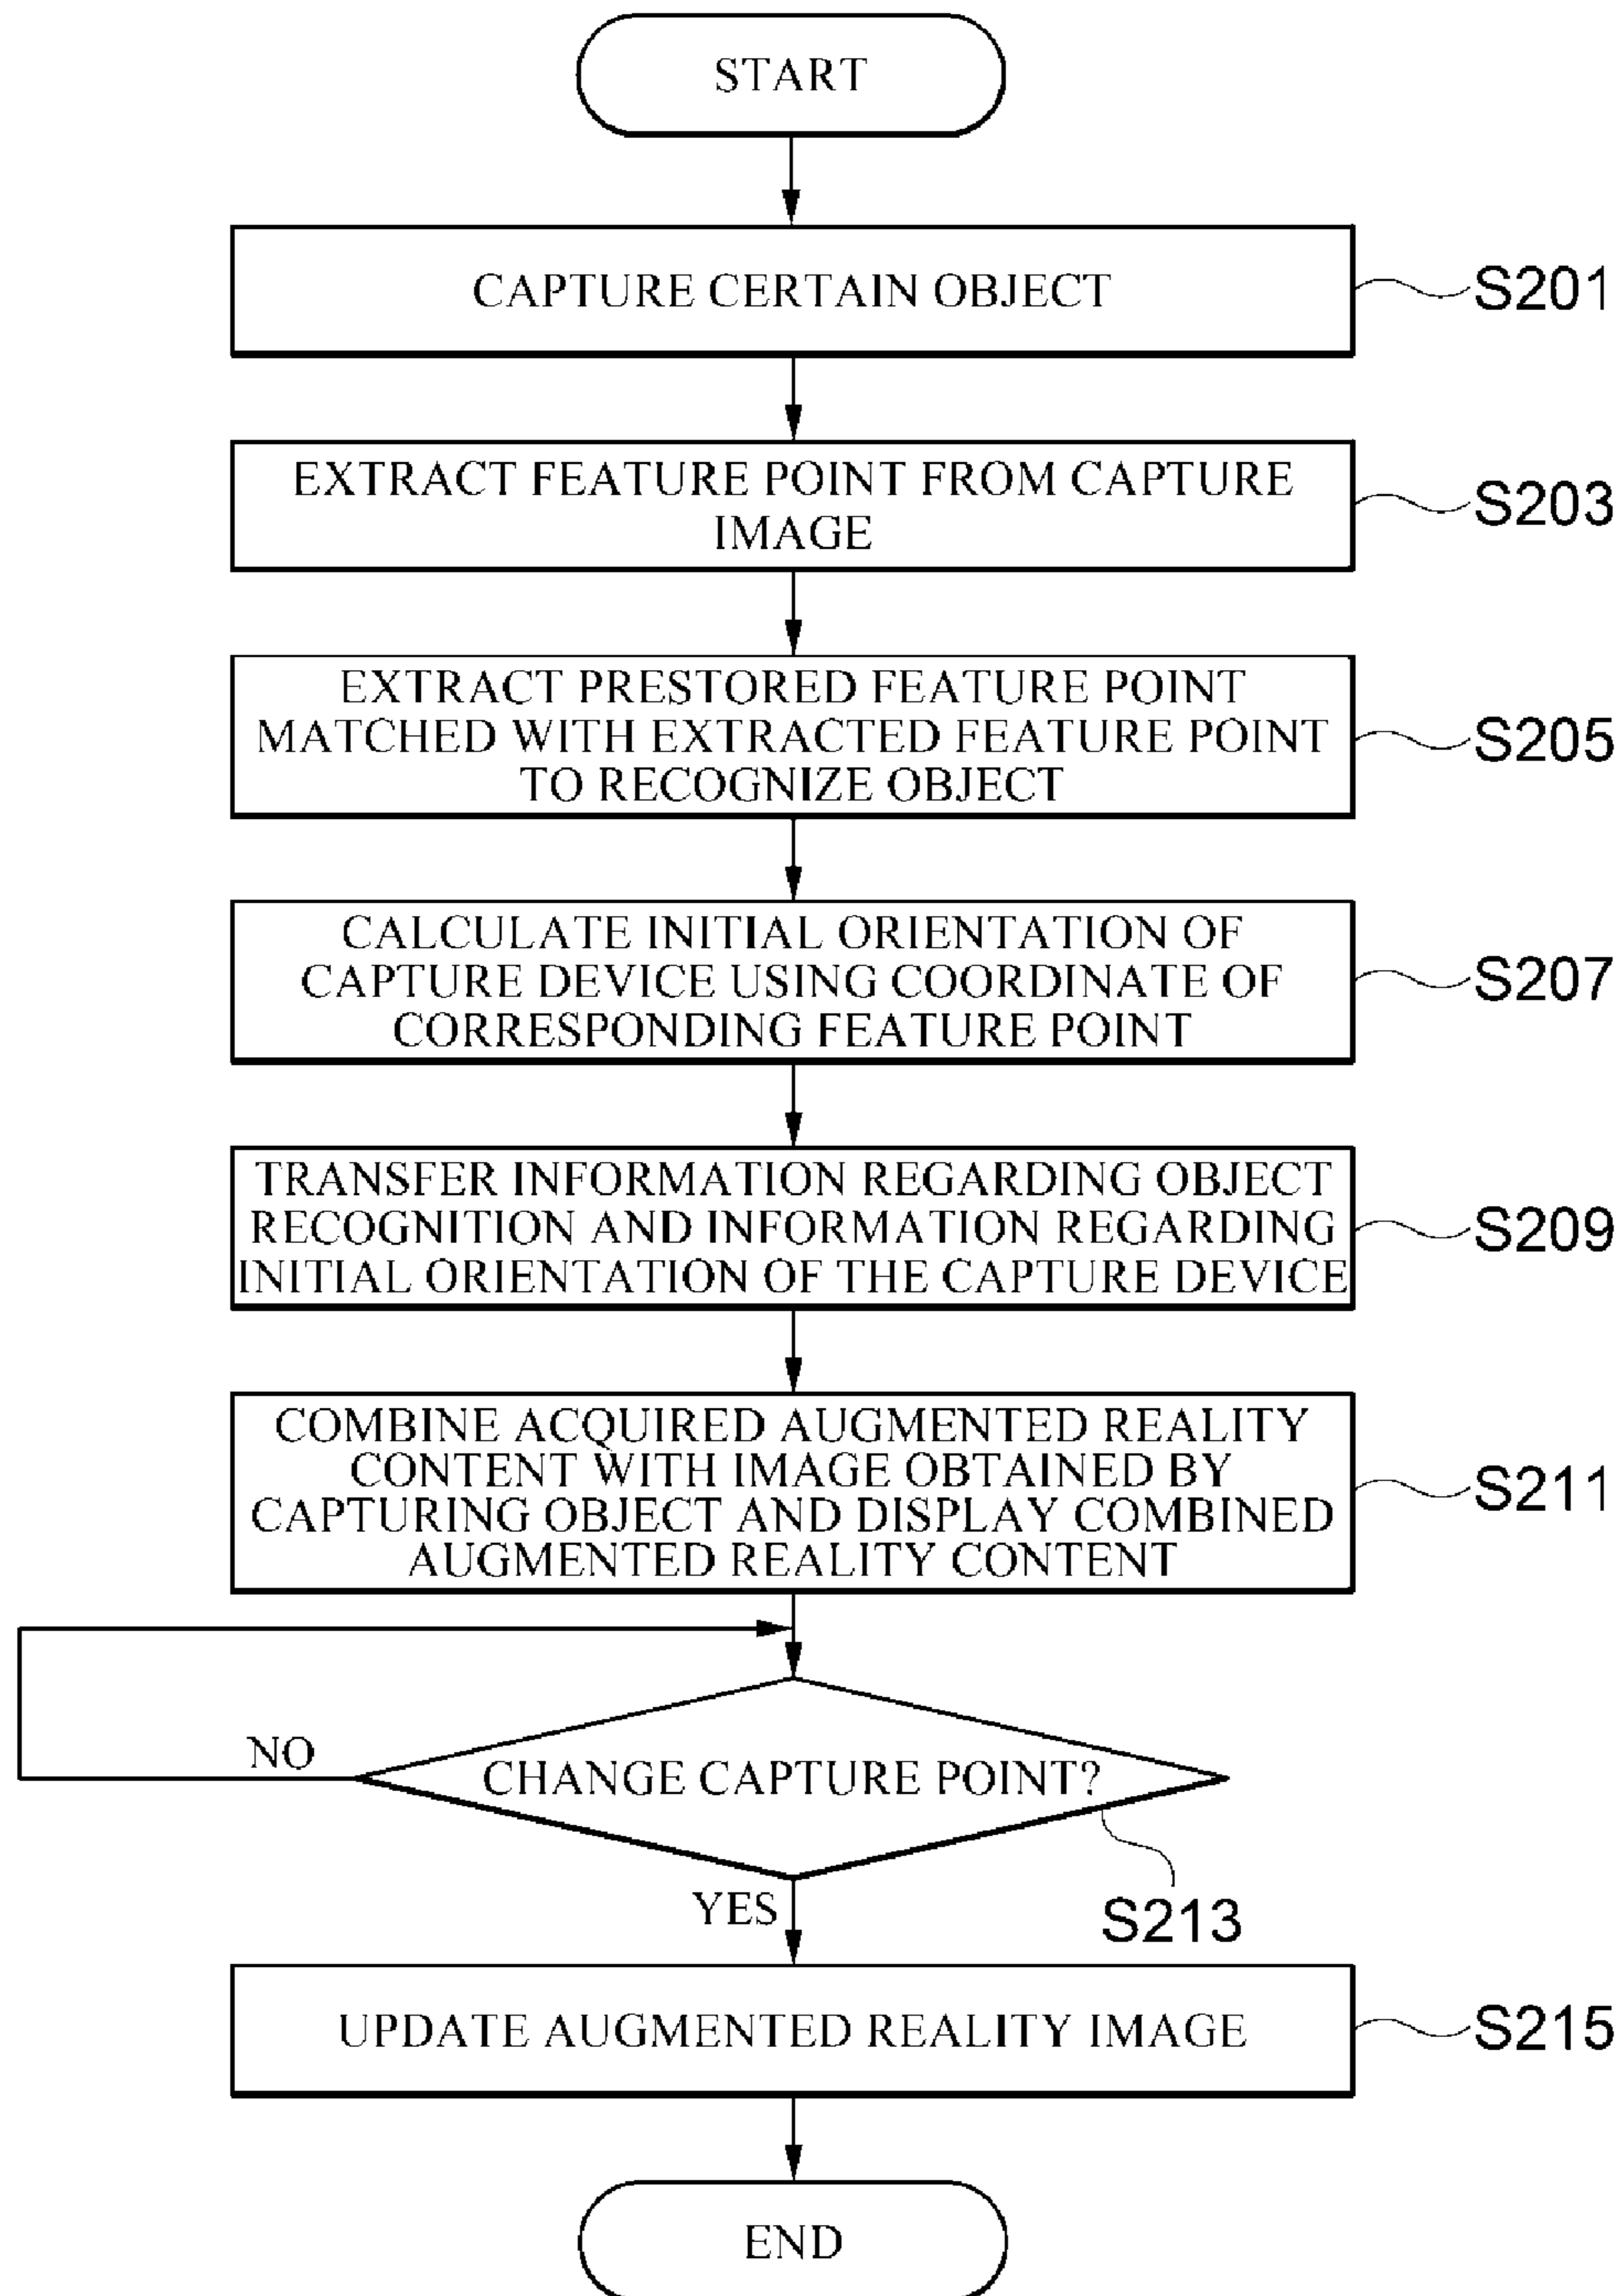 START
CAPTURE CERTAIN OBJECT
S201
EXTRACT FEATURE POINT FROM CAPTURE
IMAGE
S203
EXTRACT PRESTORED FEATURE POINT
MATCHED WITH EXTRACTED FEATURE POINT
TO RECOGNIZE OBJECT
S205
CALCULATE INITIAL ORIENTATION OF
CAPTURE DEVICE USING COORDINATE OF
CORRESPONDING FEATURE POINT
S207
TRANSFER INFORMATION REGARDING OBJECT
RECOGNITION AND INFORMATION REGARDING
INITIAL ORIENTATION OF THE CAPTURE DEVICE
S209
COMBINE ACQUIRED AUGMENTED REALITY
CONTENT WITH IMAGE OBTAINED BY
CAPTURING OBJECT AND DISPLAY COMBINED
AUGMENTED REALITY CONTENT
S211
NO
CHANGE CAPTURE POINT?
S213
YES
UPDATE AUGMENTED REALITY IMAGE
S215
END